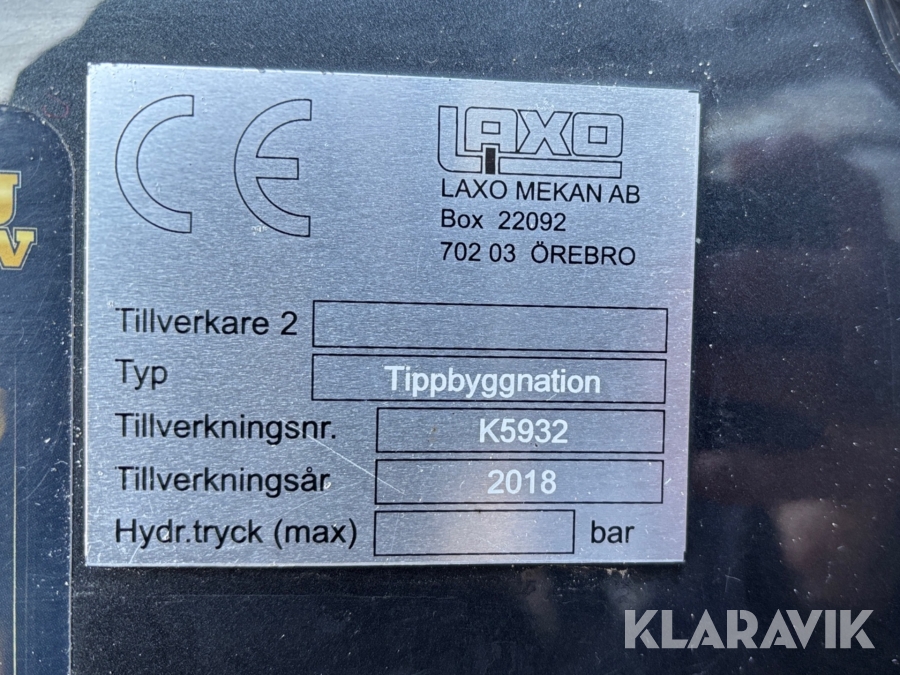 CE
LAXO
LAXO MEKAN AB
Box 22092
702 03 ÖREBRO
Tillverkare 2
Typ Tippbyggnation
Tillverkningsnr. K5932
Tillverkningsår 2018
Hydr.tryck (max) bar
KLARAVIK